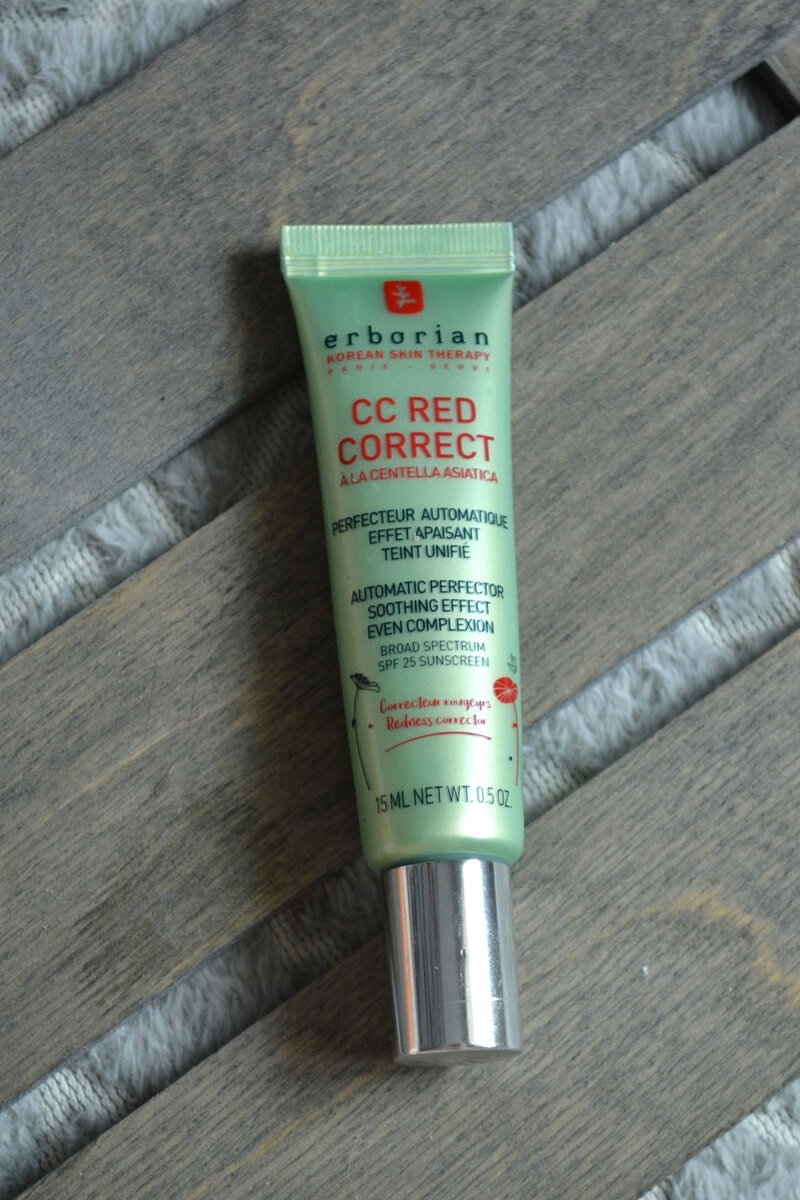 erborian
KOREAN SKIN THERAPY
PARIS - SEOUL
CC RED
CORRECT
À LA CENTELLA ASIATICA
PERFECTEUR AUTOMATIQUE
EFFET APAISANT
TEINT UNIFIÉ
AUTOMATIC PERFECTOR
SOOTHING EFFECT
EVEN COMPLEXION
BROAD SPECTRUM
SPF 25 SUNSCREEN
Correcteur rougeurs
Redness corrector
15 ML NET WT. 0.5 OZ.